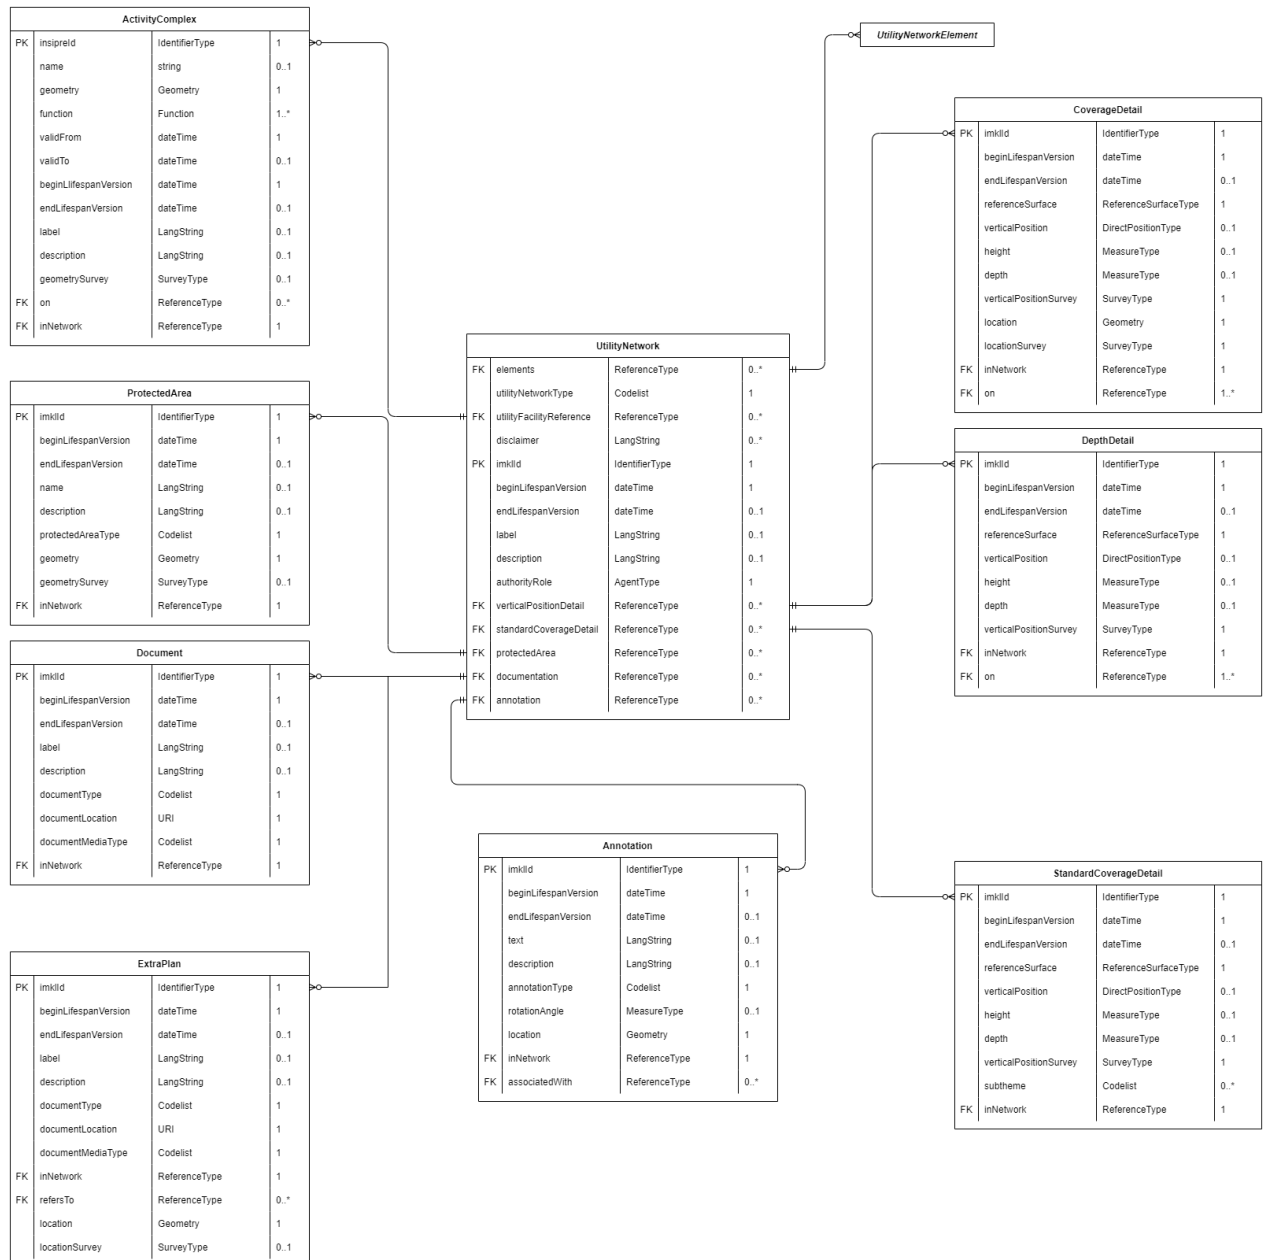 ActivityComplex
PK insipreId IdentifierType 1
name string 0..1
geometry Geometry 1
function Function 1..*
validFrom dateTime 1
validTo dateTime 0..1
beginLlifespanVersion dateTime 1
endLifespanVersion dateTime 0..1
label LangString 0..1
description LangString 0..1
geometrySurvey SurveyType 0..1
FK on ReferenceType 0..*
FK inNetwork ReferenceType 1
ProtectedArea
PK imklId IdentifierType 1
beginLifespanVersion dateTime 1
endLifespanVersion dateTime 0..1
name LangString 0..1
description LangString 0..1
protectedAreaType Codelist 1
geometry Geometry 1
geometrySurvey SurveyType 0..1
FK inNetwork ReferenceType 1
Document
PK imklId IdentifierType 1
beginLifespanVersion dateTime 1
endLifespanVersion dateTime 0..1
label LangString 0..1
description LangString 0..1
documentType Codelist 1
documentLocation URI 1
documentMediaType Codelist 1
FK inNetwork ReferenceType 1
ExtraPlan
PK imklId IdentifierType 1
beginLifespanVersion dateTime 1
endLifespanVersion dateTime 0..1
label LangString 0..1
description LangString 0..1
documentType Codelist 1
documentLocation URI 1
documentMediaType Codelist 1
FK inNetwork ReferenceType 1
FK refersTo ReferenceType 0..*
location Geometry 1
locationSurvey SurveyType 0..1
UtilityNetwork
FK elements ReferenceType 0..*
utilityNetworkType Codelist 1
FK utilityFacilityReference ReferenceType 0..*
disclaimer LangString 0..*
PK imklId IdentifierType 1
beginLifespanVersion dateTime 1
endLifespanVersion dateTime 0..1
label LangString 0..1
description LangString 0..1
authorityRole AgentType 1
FK verticalPositionDetail ReferenceType 0..*
FK standardCoverageDetail ReferenceType 0..*
FK protectedArea ReferenceType 0..*
FK documentation ReferenceType 0..*
FK annotation ReferenceType 0..*
Annotation
PK imklId IdentifierType 1
beginLifespanVersion dateTime 1
endLifespanVersion dateTime 0..1
text LangString 0..1
description LangString 0..1
annotationType Codelist 1
rotationAngle MeasureType 0..1
location Geometry 1
FK inNetwork ReferenceType 1
FK associatedWith ReferenceType 0..*
UtilityNetworkElement
CoverageDetail
PK imklId IdentifierType 1
beginLifespanVersion dateTime 1
endLifespanVersion dateTime 0..1
referenceSurface ReferenceSurfaceType 1
verticalPosition DirectPositionType 0..1
height MeasureType 0..1
depth MeasureType 0..1
verticalPositionSurvey SurveyType 1
location Geometry 1
locationSurvey SurveyType 1
FK inNetwork ReferenceType 1
FK on ReferenceType 1..*
DepthDetail
PK imklId IdentifierType 1
beginLifespanVersion dateTime 1
endLifespanVersion dateTime 0..1
referenceSurface ReferenceSurfaceType 1
verticalPosition DirectPositionType 0..1
height MeasureType 0..1
depth MeasureType 0..1
verticalPositionSurvey SurveyType 1
FK inNetwork ReferenceType 1
FK on ReferenceType 1..*
StandardCoverageDetail
PK imklId IdentifierType 1
beginLifespanVersion dateTime 1
endLifespanVersion dateTime 0..1
referenceSurface ReferenceSurfaceType 1
verticalPosition DirectPositionType 0..1
height MeasureType 0..1
depth MeasureType 0..1
verticalPositionSurvey SurveyType 1
subtheme Codelist 0..*
FK inNetwork ReferenceType 1